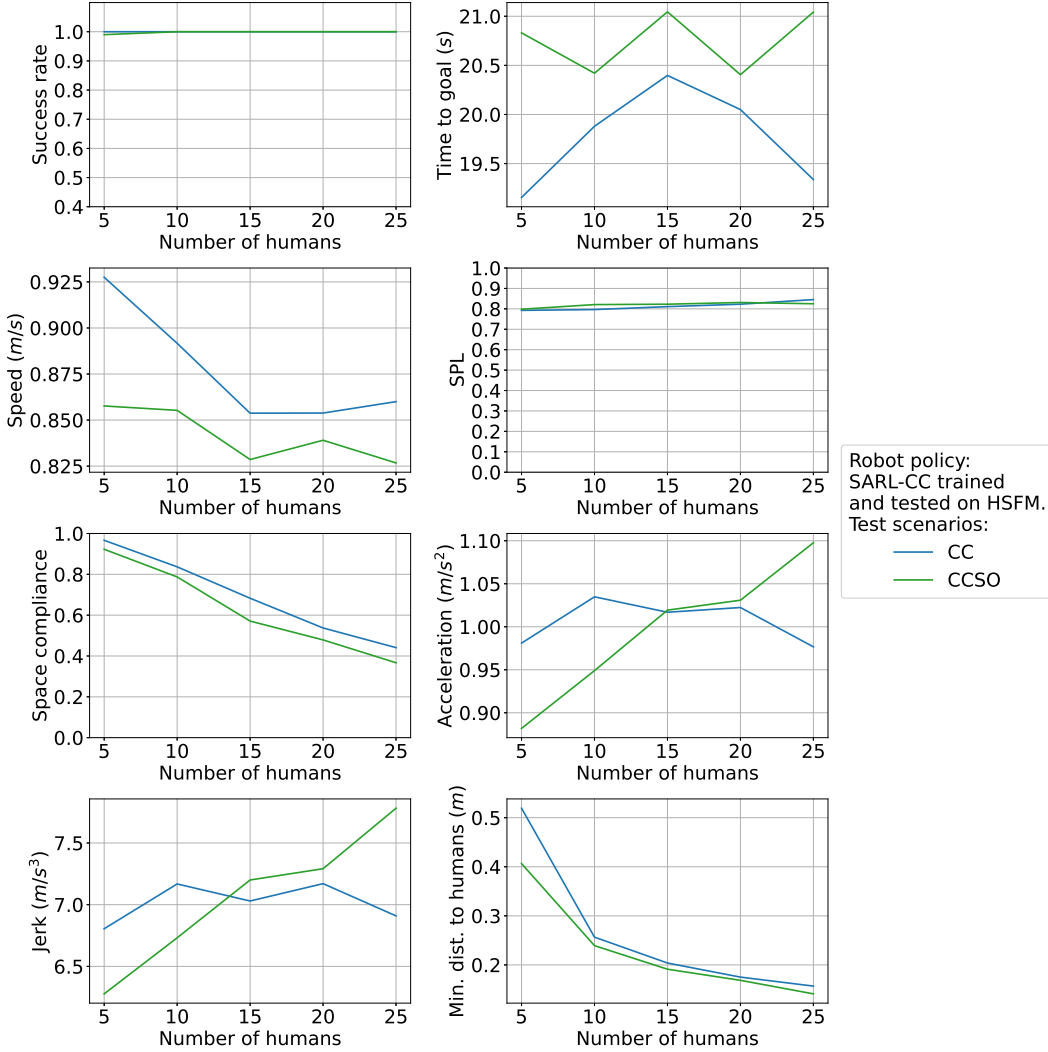 1.0
0.9
0.8
0.7
0.6
0.5
0.4
Success rate
5 10 15 20 25
Number of humans
21.0
20.5
20.0
19.5
Time to goal (s)
5 10 15 20 25
Number of humans
0.925
0.900
0.875
0.850
0.825
Speed (m/s)
5 10 15 20 25
Number of humans
1.0
0.9
0.8
0.7
0.6
0.5
0.4
0.3
0.2
0.1
0.0
SPL
5 10 15 20 25
Number of humans
Robot policy:
SARL-CC trained
and tested on HSFM.
Test scenarios:
CC
CCSO
1.0
0.8
0.6
0.4
0.2
0.0
Space compliance
5 10 15 20 25
Number of humans
1.10
1.05
1.00
0.95
0.90
Acceleration (m/s²)
5 10 15 20 25
Number of humans
7.5
7.0
6.5
Jerk (m/s³)
5 10 15 20 25
Number of humans
0.5
0.4
0.3
0.2
Min. dist. to humans (m)
5 10 15 20 25
Number of humans